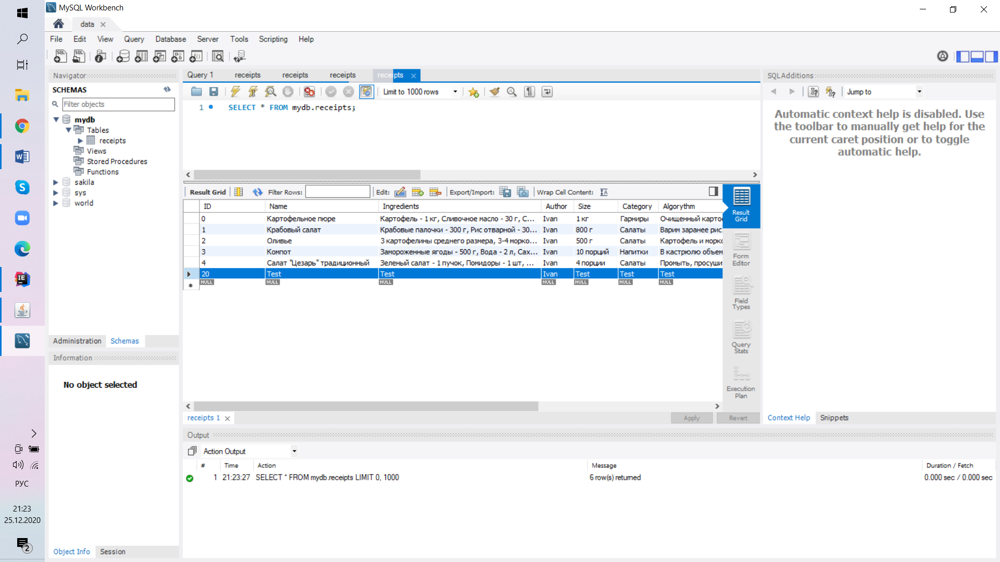 MySQL Workbench
data
File Edit View Query Database Server Tools Scripting Help
Navigator
SCHEMAS
Filter objects
mydb
Tables
receipts
Views
Stored Procedures
Functions
sakila
sys
world
Administration Schemas
Information
No object selected
Object Info Session
Query 1 receipts receipts receipts receipts
Limit to 1000 rows
1 SELECT * FROM mydb.receipts;
Result Grid Filter Rows: Edit: Export/Import: Wrap Cell Content:
ID Name Ingredients Author Size Category Algorythm
0 Картофельное пюре Картофель - 1 кг, Сливочное масло - 30 г, С... Ivan 1 кг Гарниры Очищенный карто
1 Крабовый салат Крабовые палочки - 300 г, Рис отварной - 30... Ivan 800 г Салаты Варим заранее рис
2 Оливье 3 картофелины среднего размера, 3-4 морко... Ivan 500 г Салаты Картофель и морко
3 Компот Замороженные ягоды - 500 г, Вода - 2 л, Сах... Ivan 10 порций Напитки В кастрюлю объем
4 Салат "Цезарь" традиционный Зеленый салат - 1 пучок, Помидоры - 1 шт, ... Ivan 4 порции Салаты Промыть, просуши
20 Test Test Ivan Test Test Test
NULL NULL NULL NULL NULL NULL NULL
Result
Grid
Form
Editor
Field
Types
Query
Stats
Execution
Plan
receipts 1 Apply Revert
SQLAdditions
Jump to
Automatic context help is disabled. Use
the toolbar to manually get help for the
current caret position or to toggle
automatic help.
Context Help Snippets
Output
Action Output
# Time Action Message Duration / Fetch
1 21:23:27 SELECT * FROM mydb.receipts LIMIT 0, 1000 6 row(s) returned 0.000 sec / 0.000 sec
РУС
21:23
25.12.2020
2